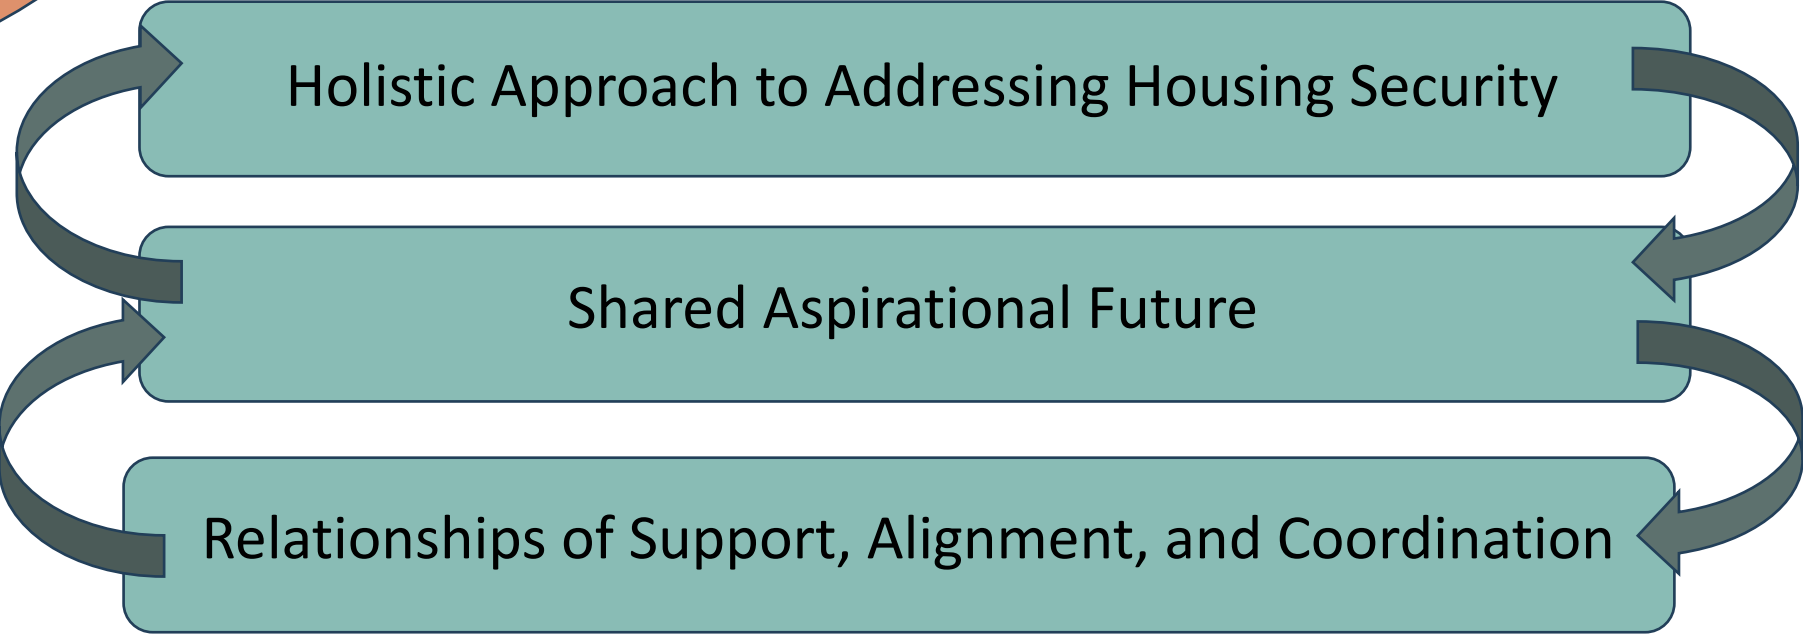 Holistic Approach to Addressing Housing Security
Shared Aspirational Future
Relationships of Support, Alignment, and Coordination